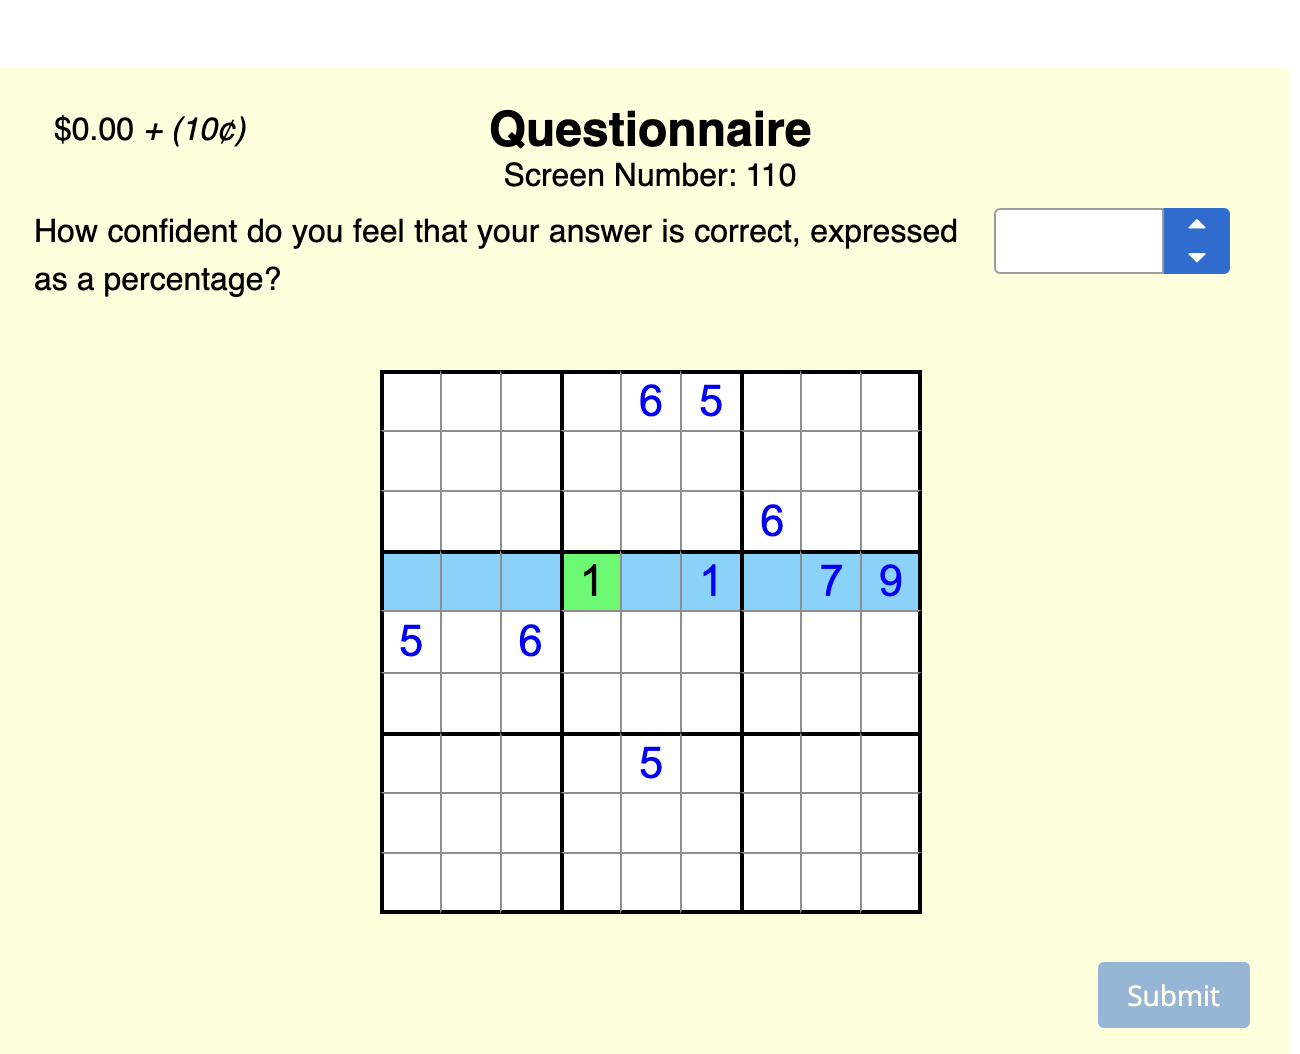 $0.00 + (10¢)
Questionnaire
Screen Number: 110
How confident do you feel that your answer is correct, expressed
as a percentage?
6 5
6
1 1 7 9
5 6
5
Submit